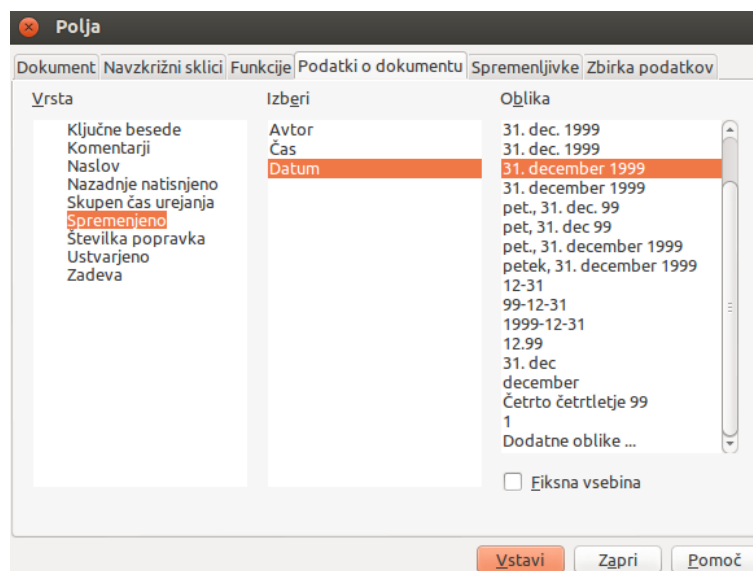 Polja
Dokument Navzkrižni sklici Funkcije Podatki o dokumentu Spremenljivke Zbirka podatkov
Vrsta
Ključne besede
Komentarji
Naslov
Nazadnje natisnjeno
Skupen čas urejanja
Spremenjeno
Številka popravka
Ustvarjeno
Zadeva
Izberi
Avtor
Čas
Datum
Oblika
31. dec. 1999
31. dec. 1999
31. december 1999
31. december 1999
pet., 31. dec. 99
pet, 31. dec 99
pet., 31. december 1999
petek, 31. december 1999
12-31
99-12-31
1999-12-31
12.99
31. dec
december
Četrto četrtletje 99
1
Dodatne oblike ...
Fiksna vsebina
Vstavi Zapri Pomoč